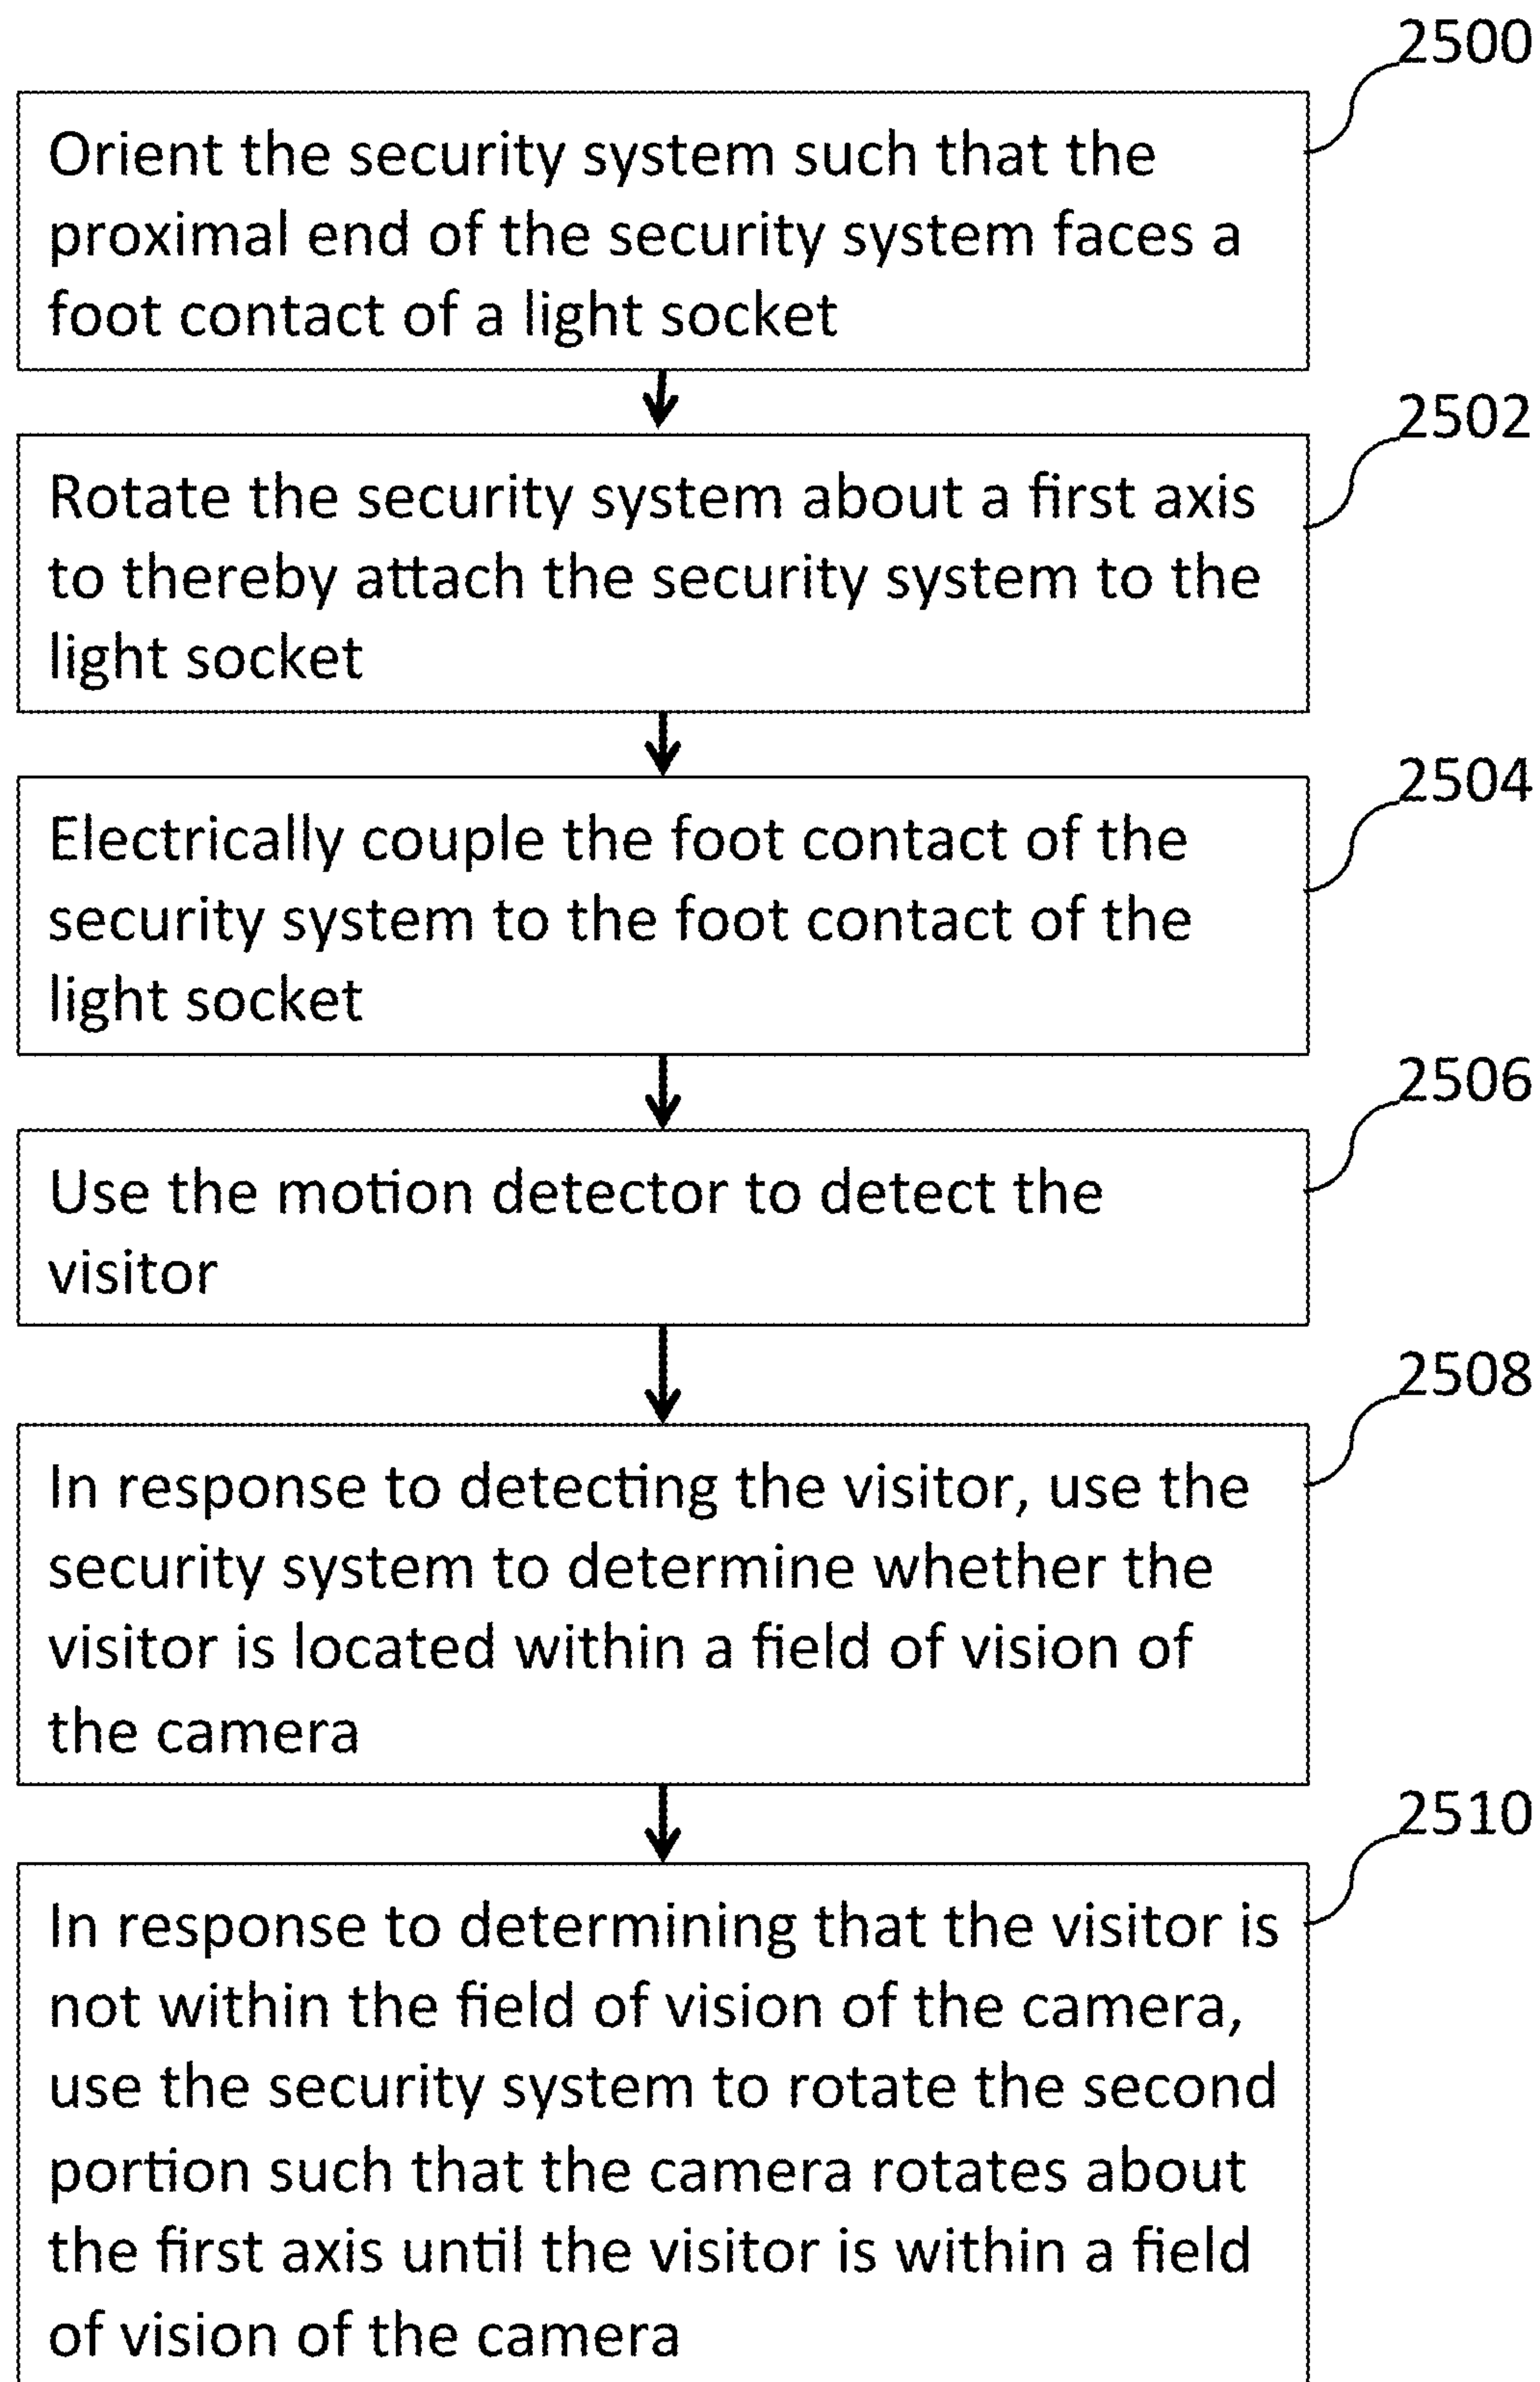 2500
Orient the security system such that the
proximal end of the security system faces a
foot contact of a light socket
2502
Rotate the security system about a first axis
to thereby attach the security system to the
light socket
2504
Electrically couple the foot contact of the
security system to the foot contact of the
light socket
2506
Use the motion detector to detect the
visitor
2508
In response to detecting the visitor, use the
security system to determine whether the
visitor is located within a field of vision of
the camera
2510
In response to determining that the visitor is
not within the field of vision of the camera,
use the security system to rotate the second
portion such that the camera rotates about
the first axis until the visitor is within a field
of vision of the camera